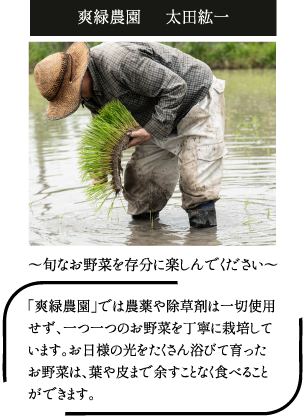 爽緑農園　太田紘一
～旬なお野菜を存分に楽しんでください～
「爽緑農園」では農薬や除草剤は一切使用
せず、一つ一つのお野菜を丁寧に栽培して
います。お日様の光をたくさん浴びて育った
お野菜は、葉や皮まで余すことなく食べること
ができます。